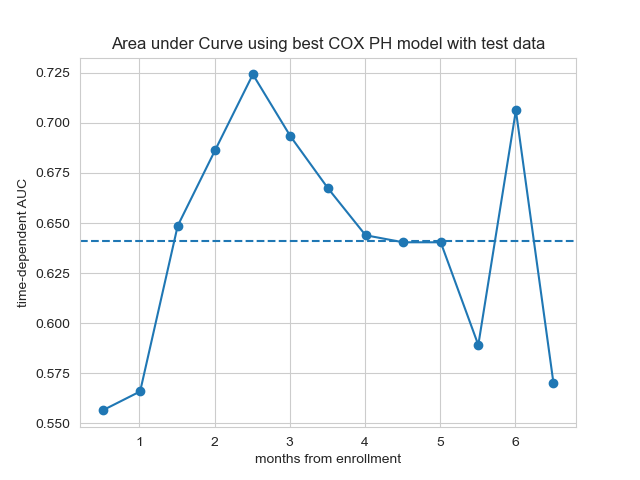 Area under Curve using best COX PH model with test data
time-dependent AUC
0.725
0.700
0.675
0.650
0.625
0.600
0.575
0.550
1 2 3 4 5 6
months from enrollment